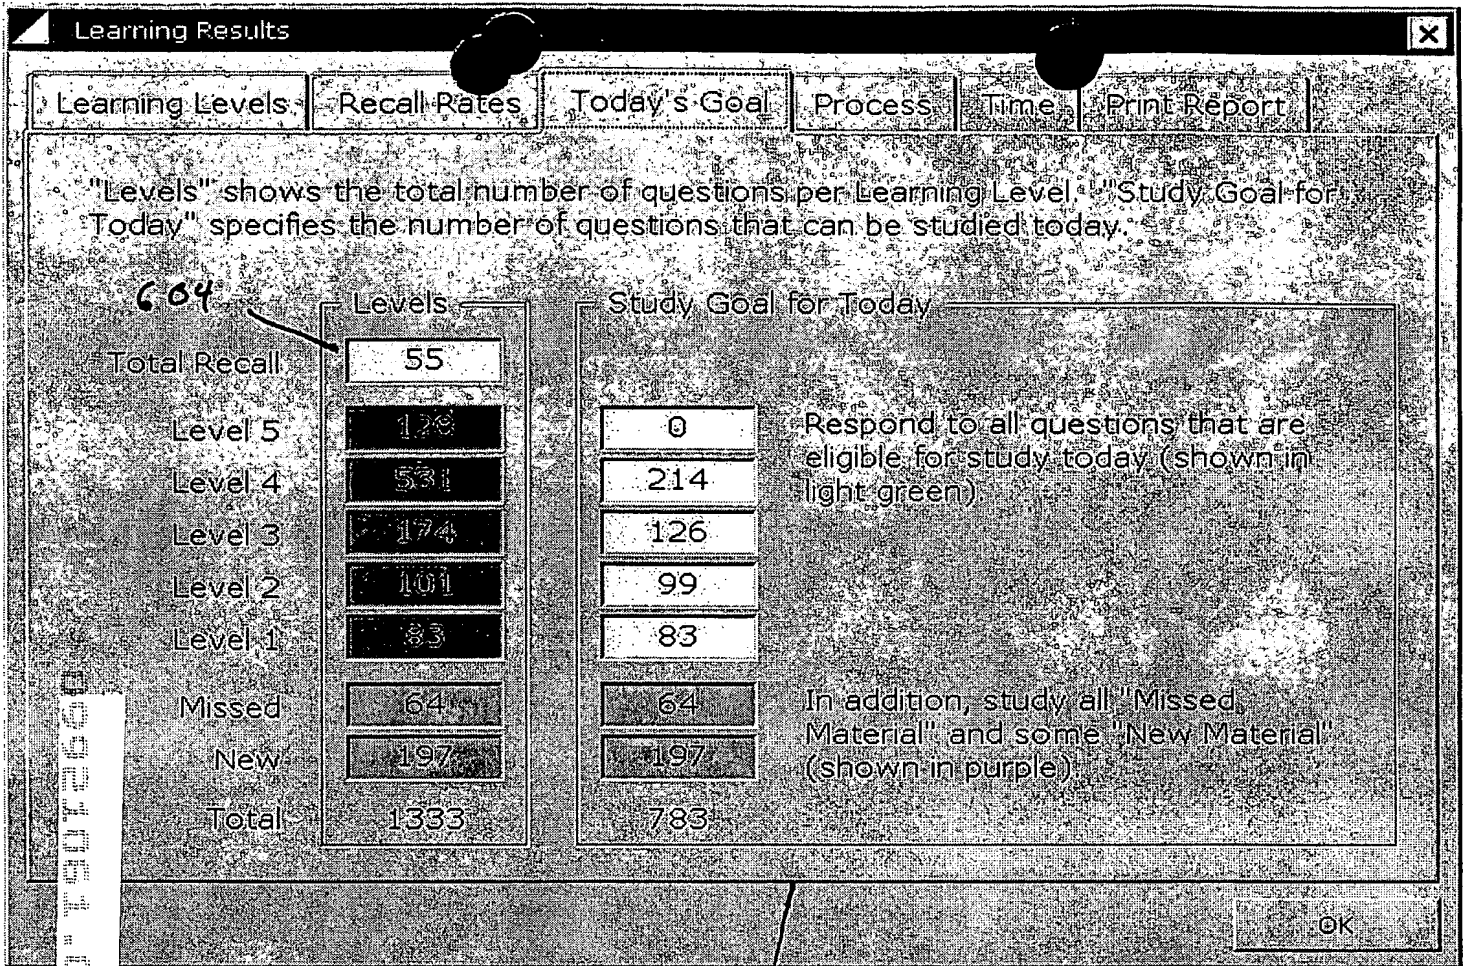 Learning Results
Learning Levels Recall Rates Today's Goal Process Time Print Report
"Levels" shows the total number of questions per Learning Level. "Study Goal for
Today" specifies the number of questions that can be studied today.
604
Levels Study Goal for Today
Total Recall 55
Level 5 128 0
Level 4 531 214
Level 3 174 126
Level 2 101 99
Level 1 83 83
Respond to all questions that are
eligible for study today (shown in
light green)
Missed 64 64
New 197 197
In addition, study all "Missed
Material" and some "New Material"
(shown in purple)
Total 1333 783
OK